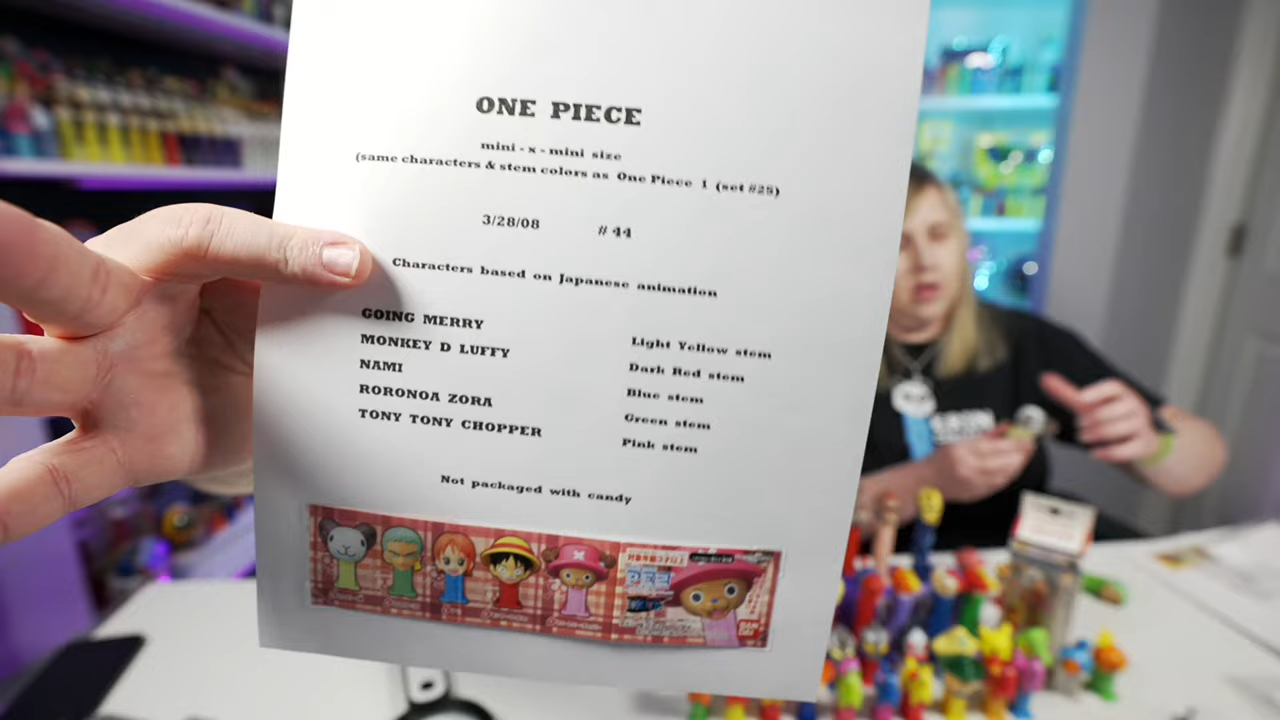 ONE PIECE
mini - x - mini size
(same characters & stem colors as One Piece 1 (set #25)
3/28/08 # 44
Characters based on Japanese animation
GOING MERRY Light Yellow stem
MONKEY D LUFFY Dark Red stem
NAMI Blue stem
RORONOA ZORA Green stem
TONY TONY CHOPPER Pink stem
Not packaged with candy
PEZ